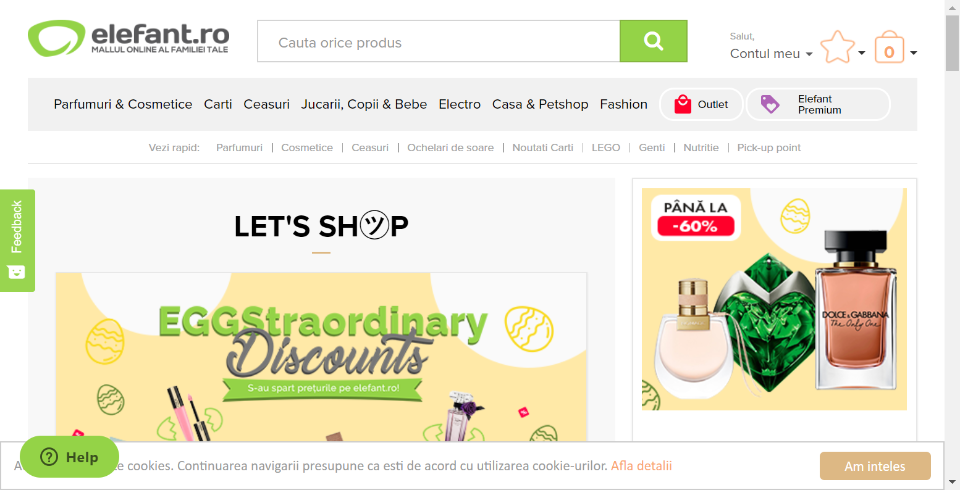 elefant.ro
MALLUL ONLINE AL FAMILIEI TALE
Cauta orice produs
Salut,
Contul meu
0
Parfumuri & Cosmetice Carti Ceasuri Jucarii, Copii & Bebe Electro Casa & Petshop Fashion Outlet Elefant Premium
Vezi rapid: Parfumuri | Cosmetice | Ceasuri | Ochelari de soare | Noutati Carti | LEGO | Genti | Nutritie | Pick-up point
Feedback
LET'S SHツP
EGGStraordinary
Discounts
S-au spart prețurile pe elefant.ro!
PÂNĂ LA
-60%
DOLCE & GABBANA
The Only One
Help
cookies. Continuarea navigarii presupune ca esti de acord cu utilizarea cookie-urilor. Afla detalii
Am inteles